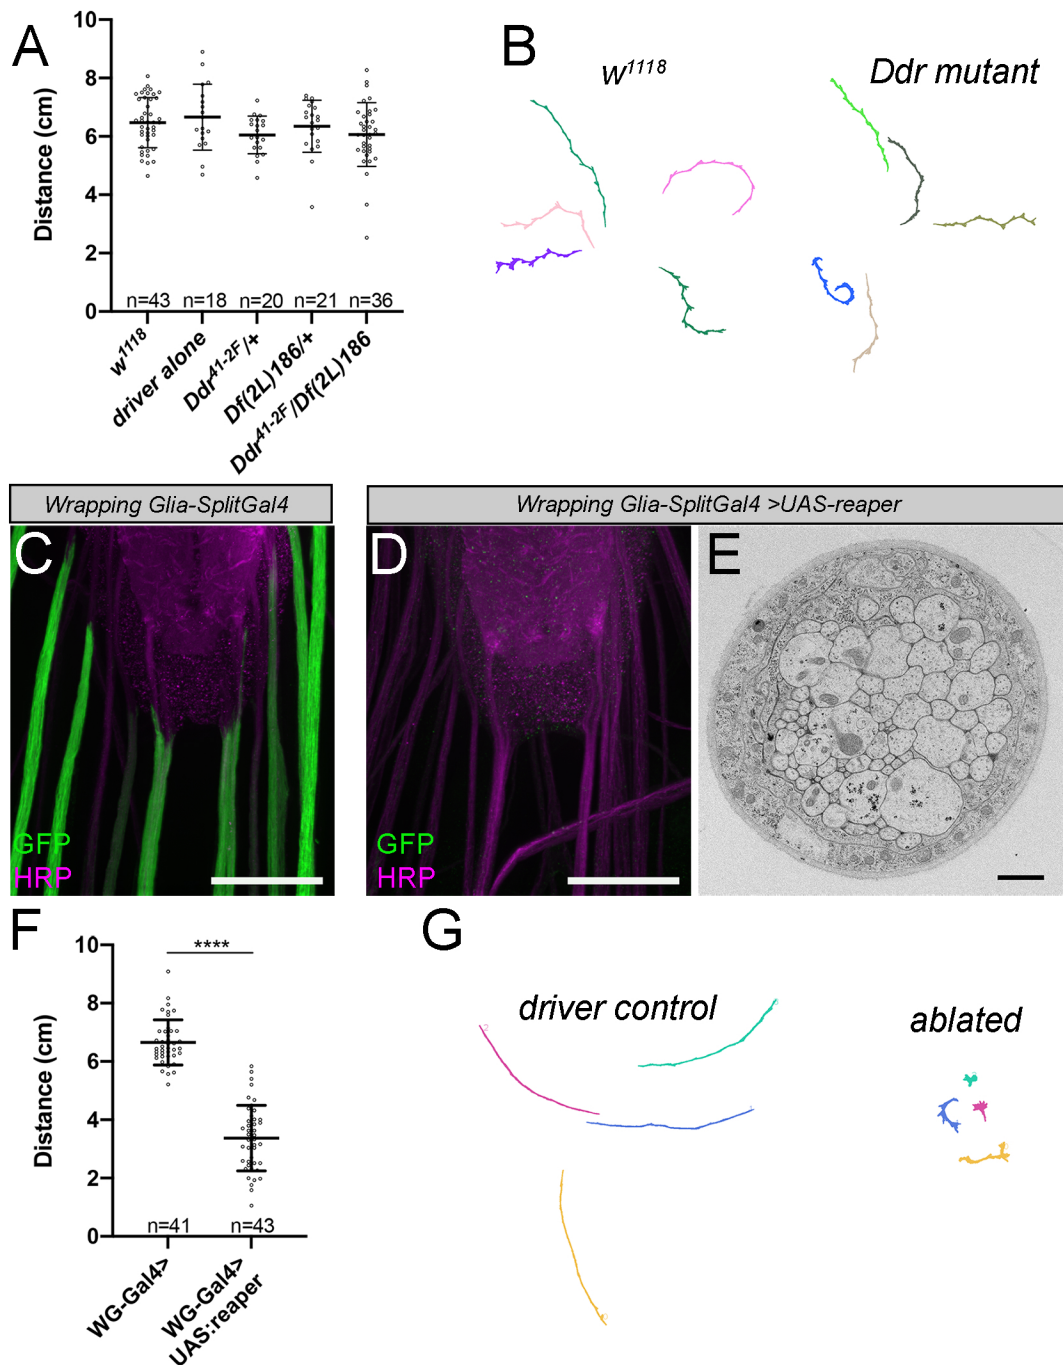 A
10
8
6
4
2
0
Distance (cm)
n=43 n=18 n=20 n=21 n=36
w1118
driver alone
Ddr41-2F/+
Df(2L)186/+
Ddr41-2F/Df(2L)186
B
w1118
Ddr mutant
Wrapping Glia-SplitGal4
Wrapping Glia-SplitGal4 >UAS-reaper
C
GFP
HRP
D
GFP
HRP
E
F
10
8
6
4
2
0
Distance (cm)
****
n=41 n=43
WG-Gal4>
WG-Gal4>
UAS:reaper
G
driver control
ablated